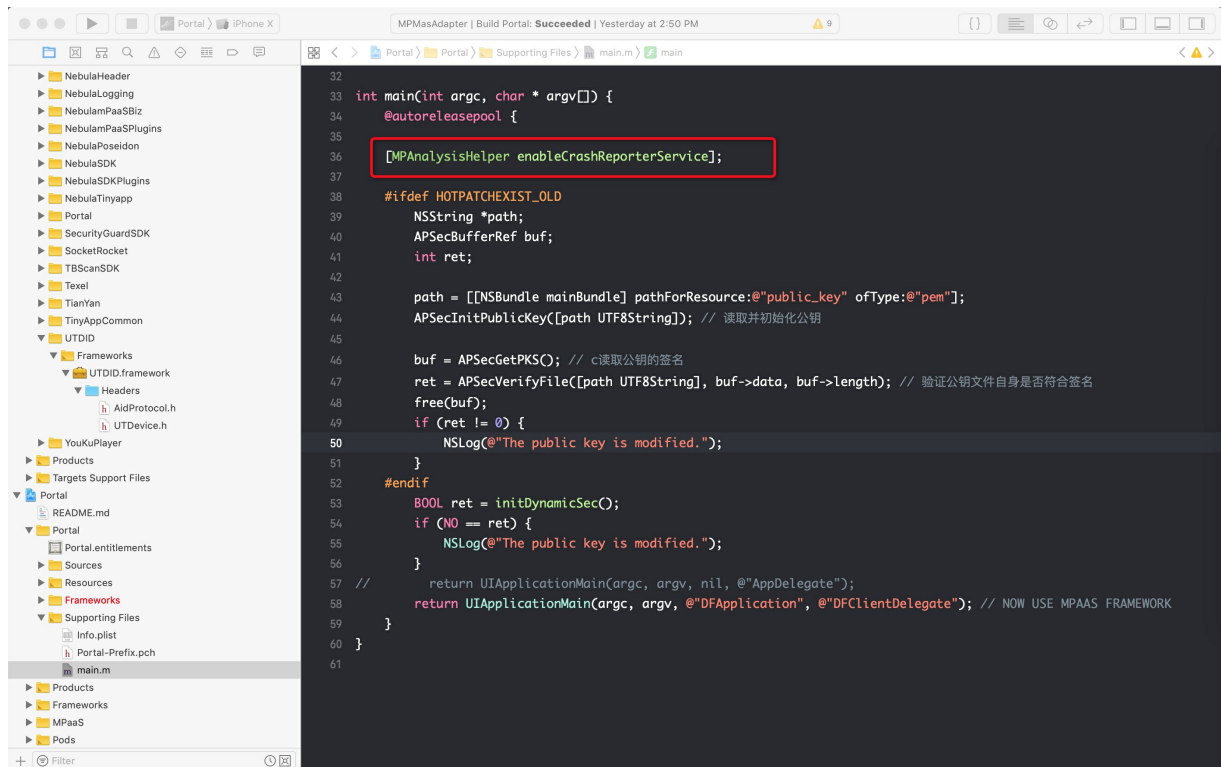 Portal 〉 iPhone X
MPMasAdapter | Build Portal: Succeeded | Yesterday at 2:50 PM
9
Portal 〉 Portal 〉 Supporting Files 〉 main.m 〉 main
NebulaHeader
NebulaLogging
NebulamPaaSBiz
NebulamPaaSPlugins
NebulaPoseidon
NebulaSDK
NebulaSDKPlugins
NebulaTinyapp
Portal
SecurityGuardSDK
SocketRocket
TBScanSDK
Texel
TianYan
TinyAppCommon
UTDID
Frameworks
UTDID.framework
Headers
AidProtocol.h
UTDevice.h
YouKuPlayer
Products
Targets Support Files
Portal
README.md
Portal
Portal.entitlements
Sources
Resources
Frameworks
Supporting Files
Info.plist
Portal-Prefix.pch
main.m
Products
Frameworks
MPaaS
Pods
Filter
32
33 int main(int argc, char * argv[]) {
34 @autoreleasepool {
35
36 [MPAnalysisHelper enableCrashReporterService];
37
38 #ifdef HOTPATCHEXIST_OLD
39 NSString *path;
40 APSecBufferRef buf;
41 int ret;
42
43 path = [[NSBundle mainBundle] pathForResource:@"public_key" ofType:@"pem"];
44 APSecInitPublicKey([path UTF8String]); // 读取并初始化公钥
45
46 buf = APSecGetPKS(); // c读取公钥的签名
47 ret = APSecVerifyFile([path UTF8String], buf->data, buf->length); // 验证公钥文件自身是否符合签名
48 free(buf);
49 if (ret != 0) {
50 NSLog(@"The public key is modified.");
51 }
52 #endif
53 BOOL ret = initDynamicSec();
54 if (NO == ret) {
55 NSLog(@"The public key is modified.");
56 }
57 // return UIApplicationMain(argc, argv, nil, @"AppDelegate");
58 return UIApplicationMain(argc, argv, @"DFApplication", @"DFClientDelegate"); // NOW USE MPAAS FRAMEWORK
59 }
60 }
61